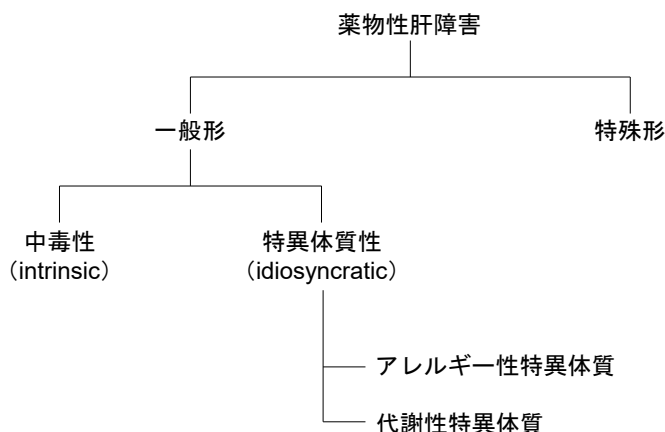 薬物性肝障害
一般形
特殊形
中毒性
（intrinsic）
特異体質性
（idiosyncratic）
アレルギー性特異体質
代謝性特異体質